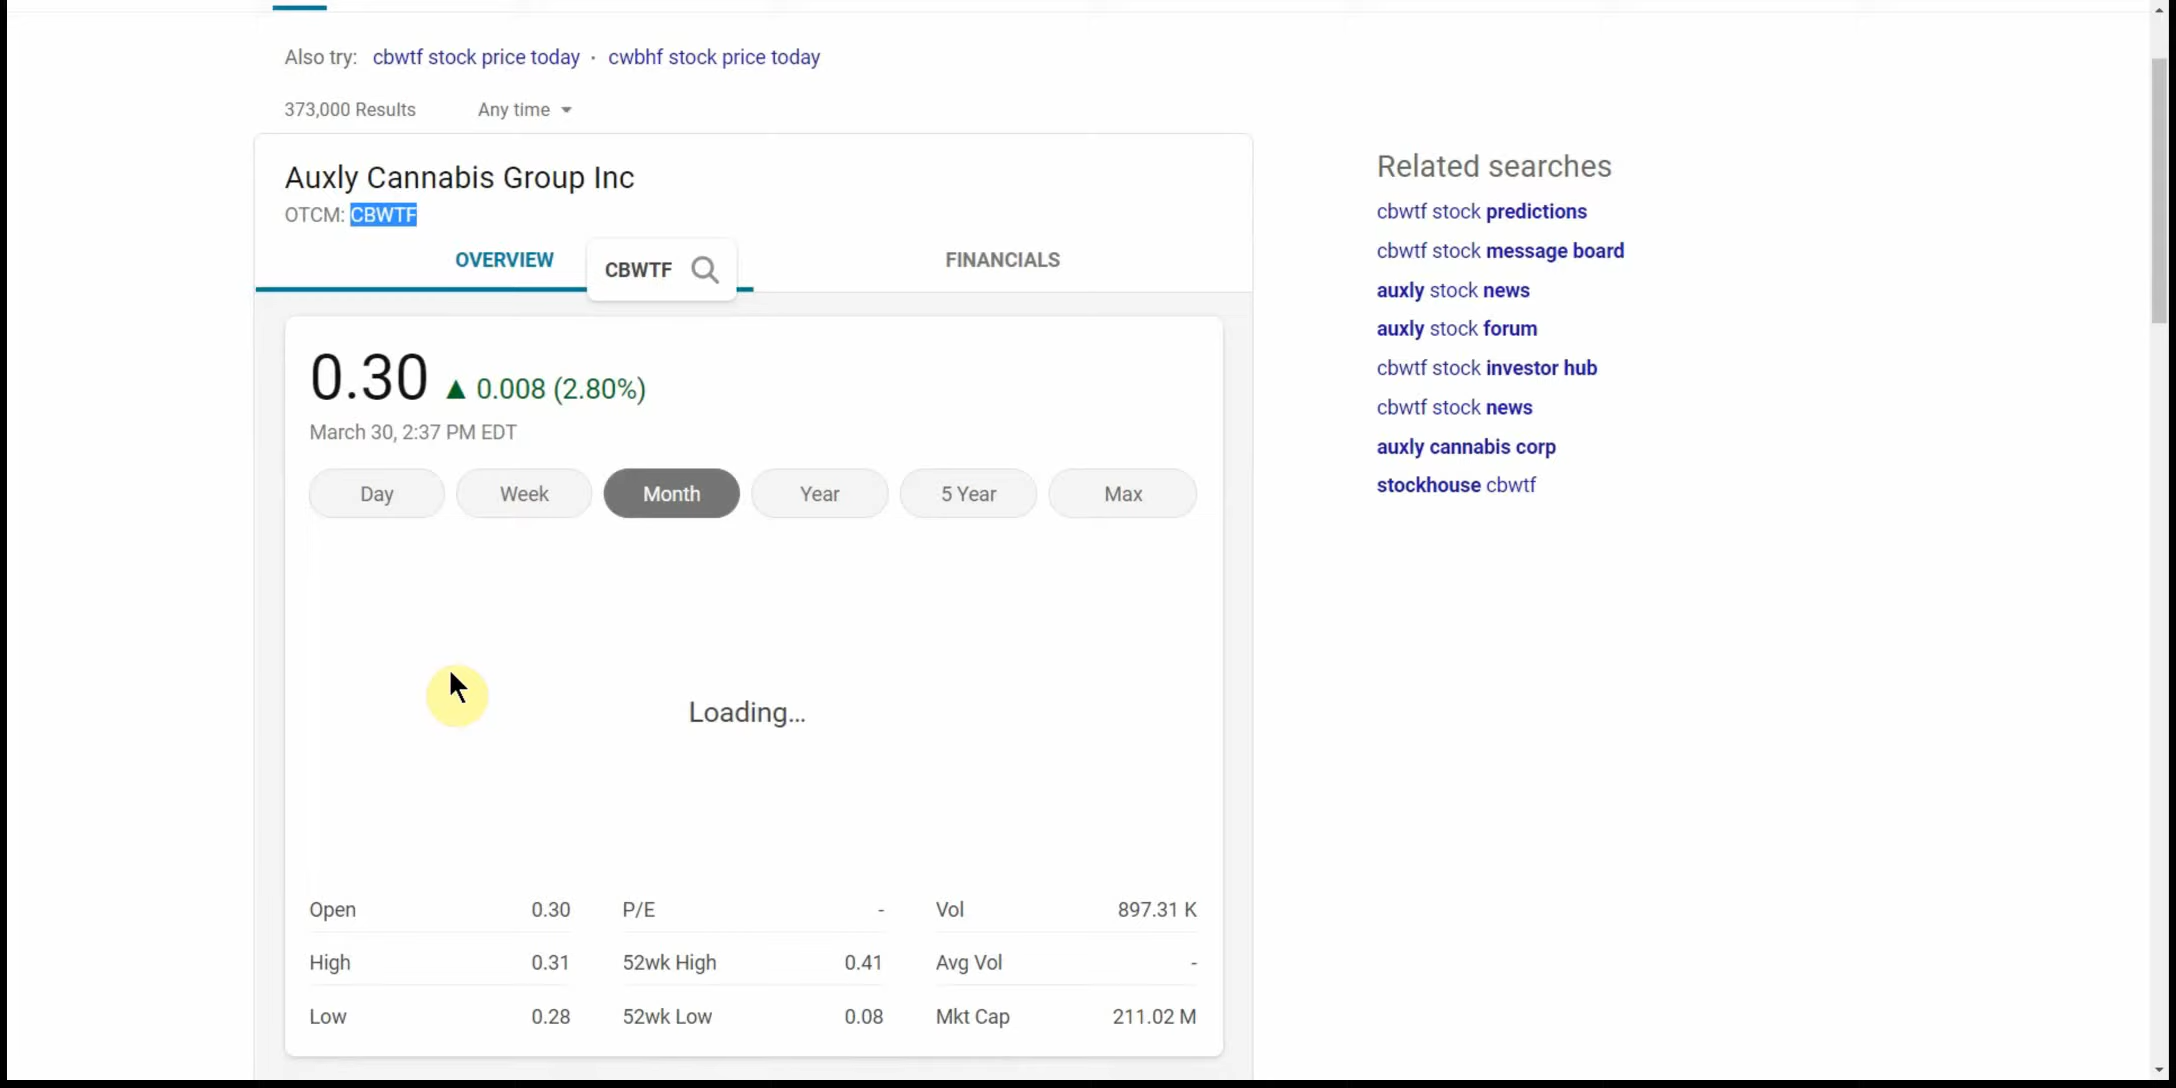 Also try: cbwtf stock price today · cwbhf stock price today
373,000 Results Any time
Auxly Cannabis Group Inc
OTCM: CBWTF
OVERVIEW
CBWTF
FINANCIALS
0.30 ▲ 0.008 (2.80%)
March 30, 2:37 PM EDT
Day Week Month Year 5 Year Max
Loading...
Open 0.30 P/E - Vol 897.31 K
High 0.31 52wk High 0.41 Avg Vol -
Low 0.28 52wk Low 0.08 Mkt Cap 211.02 M
Related searches
cbwtf stock predictions
cbwtf stock message board
auxly stock news
auxly stock forum
cbwtf stock investor hub
cbwtf stock news
auxly cannabis corp
stockhouse cbwtf